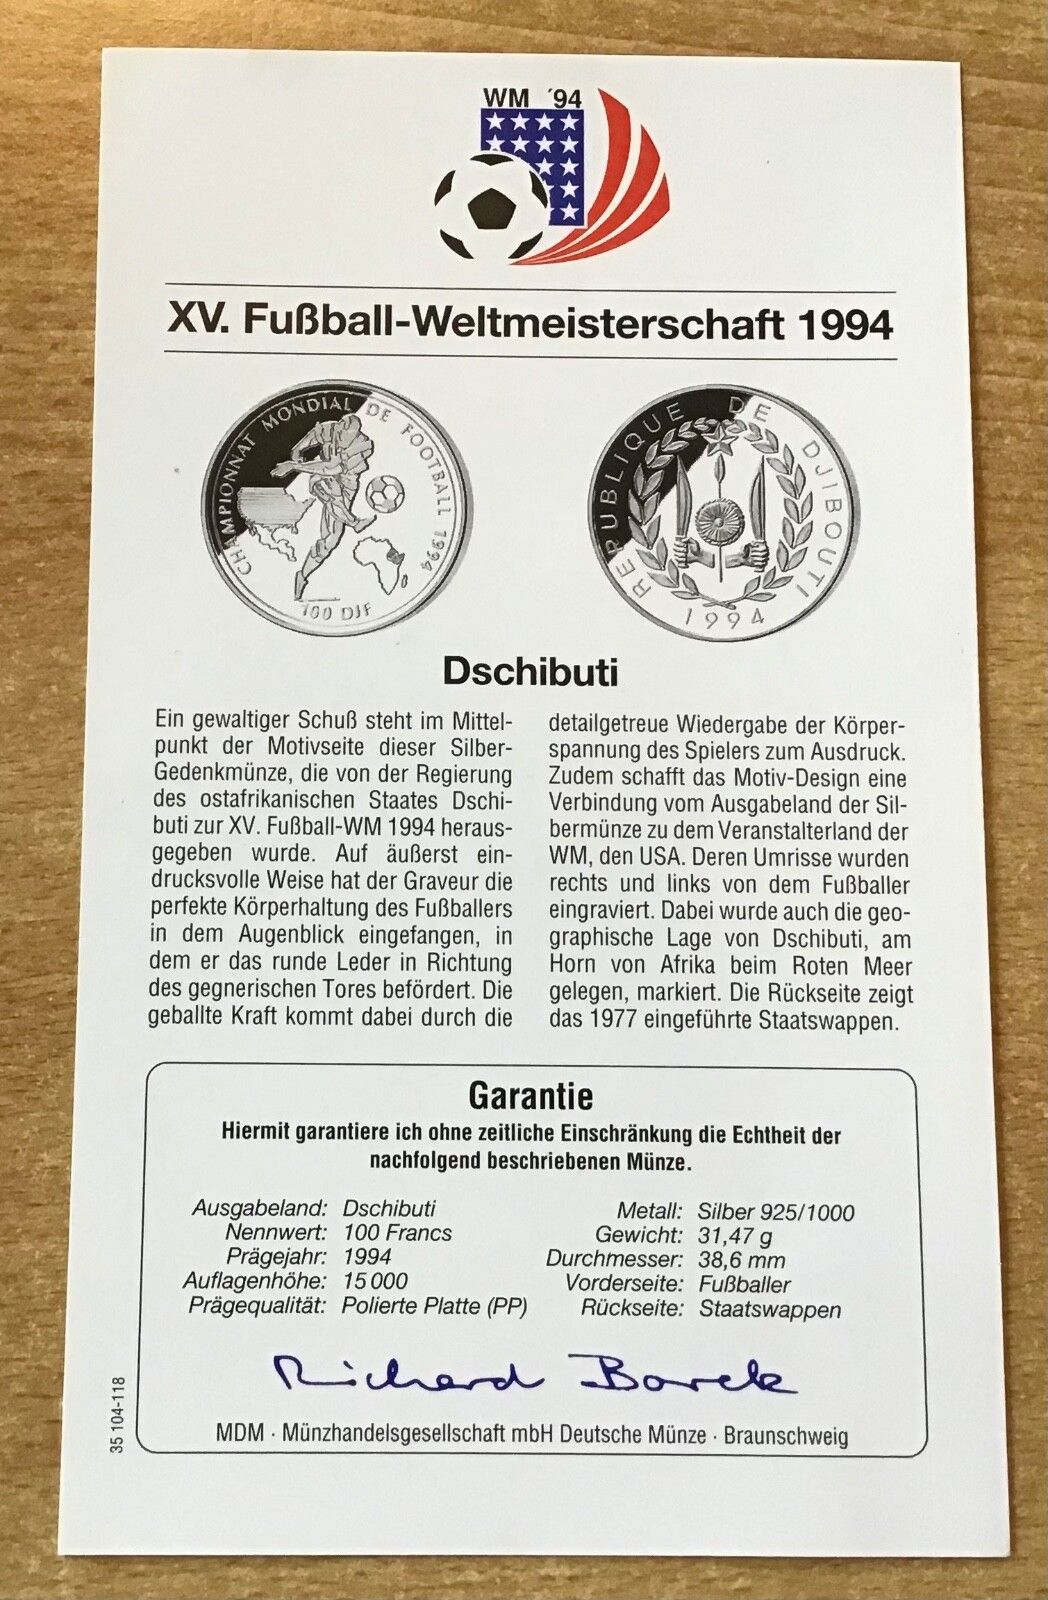 WM ´94
XV. Fußball-Weltmeisterschaft 1994
CHAMPIONNAT MONDIAL DE FOOTBALL 1994
100 DJF
REPUBLIQUE DE DJIBOUTI
1994
Dschibuti
Ein gewaltiger Schuß steht im Mittel-
punkt der Motivseite dieser Silber-
Gedenkmünze, die von der Regierung
des ostafrikanischen Staates Dschi-
buti zur XV. Fußball-WM 1994 heraus-
gegeben wurde. Auf äußerst ein-
drucksvolle Weise hat der Graveur die
perfekte Körperhaltung des Fußballers
in dem Augenblick eingefangen, in
dem er das runde Leder in Richtung
des gegnerischen Tores befördert. Die
geballte Kraft kommt dabei durch die
detailgetreue Wiedergabe der Körper-
spannung des Spielers zum Ausdruck.
Zudem schafft das Motiv-Design eine
Verbindung vom Ausgabeland der Sil-
bermünze zu dem Veranstalterland der
WM, den USA. Deren Umrisse wurden
rechts und links von dem Fußballer
eingraviert. Dabei wurde auch die geo-
graphische Lage von Dschibuti, am
Horn von Afrika beim Roten Meer
gelegen, markiert. Die Rückseite zeigt
das 1977 eingeführte Staatswappen.
Garantie
Hiermit garantiere ich ohne zeitliche Einschränkung die Echtheit der
nachfolgend beschriebenen Münze.
Ausgabeland: Dschibuti
Nennwert: 100 Francs
Prägejahr: 1994
Auflagenhöhe: 15 000
Prägequalität: Polierte Platte (PP)
Metall: Silber 925/1000
Gewicht: 31,47 g
Durchmesser: 38,6 mm
Vorderseite: Fußballer
Rückseite: Staatswappen
Richard Borek
MDM · Münzhandelsgesellschaft mbH Deutsche Münze · Braunschweig
35 104-118